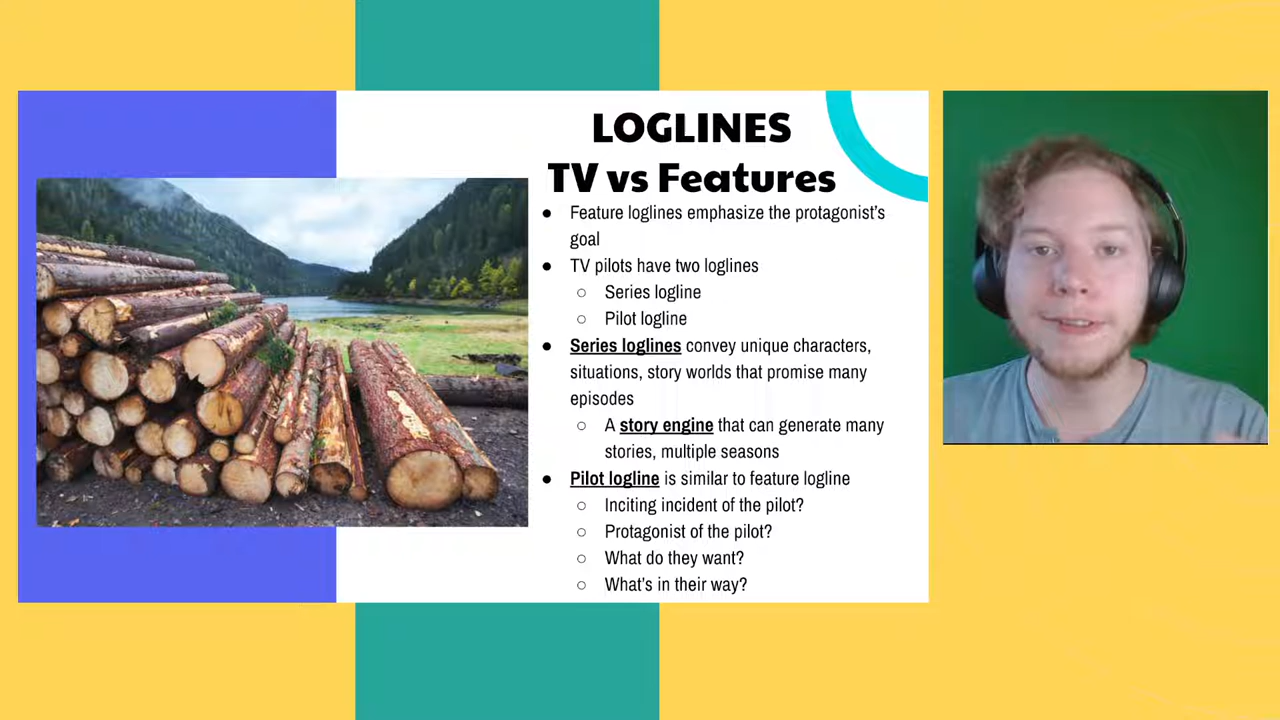 LOGLINES
TV vs Features
● Feature loglines emphasize the protagonist's
goal
● TV pilots have two loglines
○ Series logline
○ Pilot logline
● Series loglines convey unique characters,
situations, story worlds that promise many
episodes
○ A story engine that can generate many
stories, multiple seasons
● Pilot logline is similar to feature logline
○ Inciting incident of the pilot?
○ Protagonist of the pilot?
○ What do they want?
○ What's in their way?